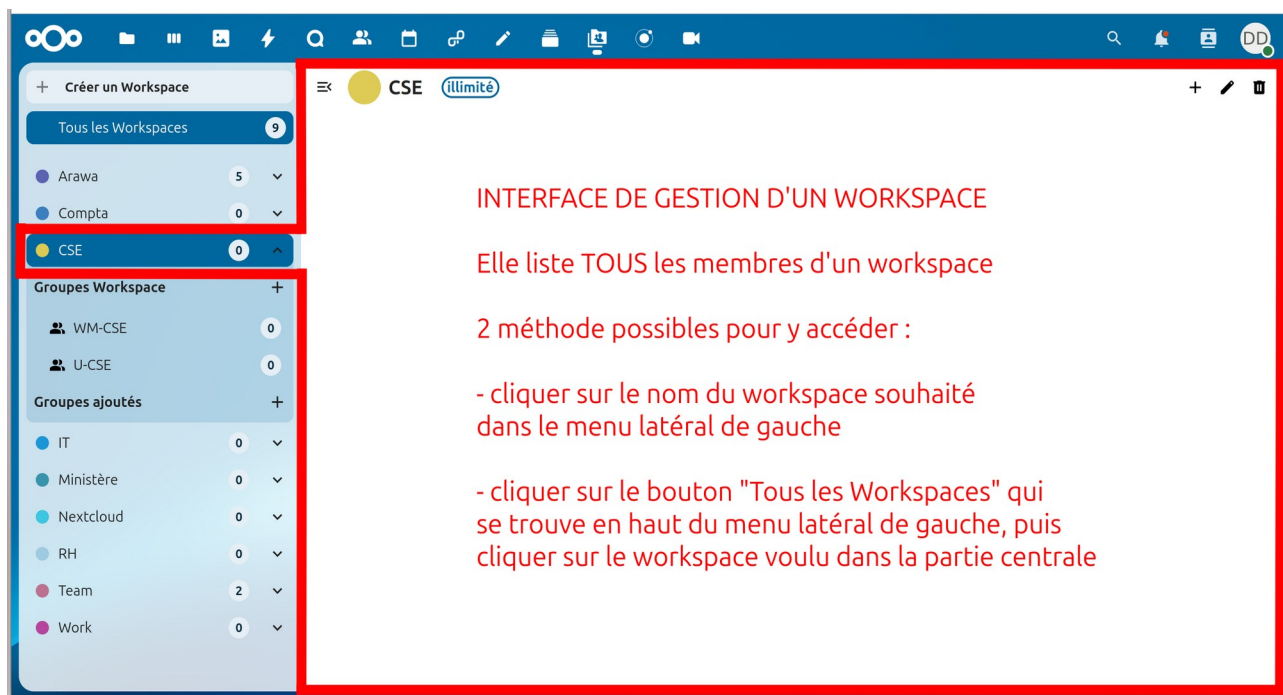 DD
+ Créer un Workspace
Tous les Workspaces 9
Arawa 5
Compta 0
CSE 0
Groupes Workspace +
WM-CSE 0
U-CSE 0
Groupes ajoutés +
IT 0
Ministère 0
Nextcloud 0
RH 0
Team 2
Work 0
CSE illimité +
INTERFACE DE GESTION D'UN WORKSPACE
Elle liste TOUS les membres d'un workspace
2 méthode possibles pour y accéder :
- cliquer sur le nom du workspace souhaité
dans le menu latéral de gauche
- cliquer sur le bouton "Tous les Workspaces" qui
se trouve en haut du menu latéral de gauche, puis
cliquer sur le workspace voulu dans la partie centrale